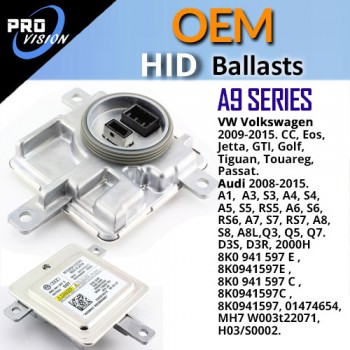 PRO
VISION
OEM
HID Ballasts
A9 SERIES
VW Volkswagen
2009-2015. CC, Eos,
Jetta, GTI, Golf,
Tiguan, Touareg,
Passat.
Audi 2008-2015.
A1, A3, S3, A4, S4,
A5, S5, RS5, A6, S6,
RS6, A7, S7, RS7, A8,
S8, A8L,Q3, Q5, Q7.
D3S, D3R, 2000H
8K0 941 597 E ,
8K0941597E ,
8K0 941 597 C ,
8K0941597C ,
8K0941597, 01474654,
MH7 W003t22071,
H03/S0002.